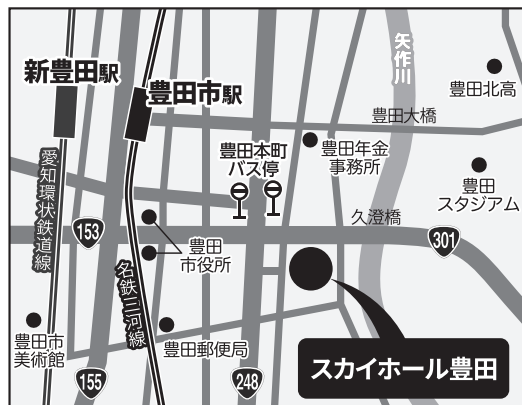 新豊田駅
豊田市駅
矢作川
豊田北高
豊田大橋
豊田本町
バス停
豊田年金
事務所
豊田
スタジアム
愛知環状鉄道線
久澄橋
153
301
豊田
市役所
名鉄三河線
豊田市
美術館
豊田郵便局
スカイホール豊田
155
248